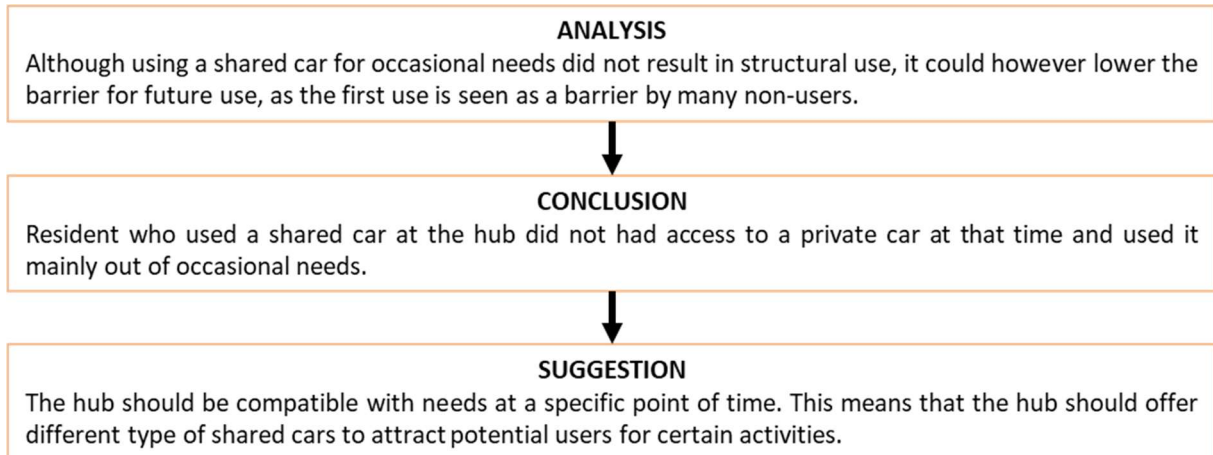 ANALYSIS
Although using a shared car for occasional needs did not result in structural use, it could however lower the
barrier for future use, as the first use is seen as a barrier by many non-users.
CONCLUSION
Resident who used a shared car at the hub did not had access to a private car at that time and used it
mainly out of occasional needs.
SUGGESTION
The hub should be compatible with needs at a specific point of time. This means that the hub should offer
different type of shared cars to attract potential users for certain activities.